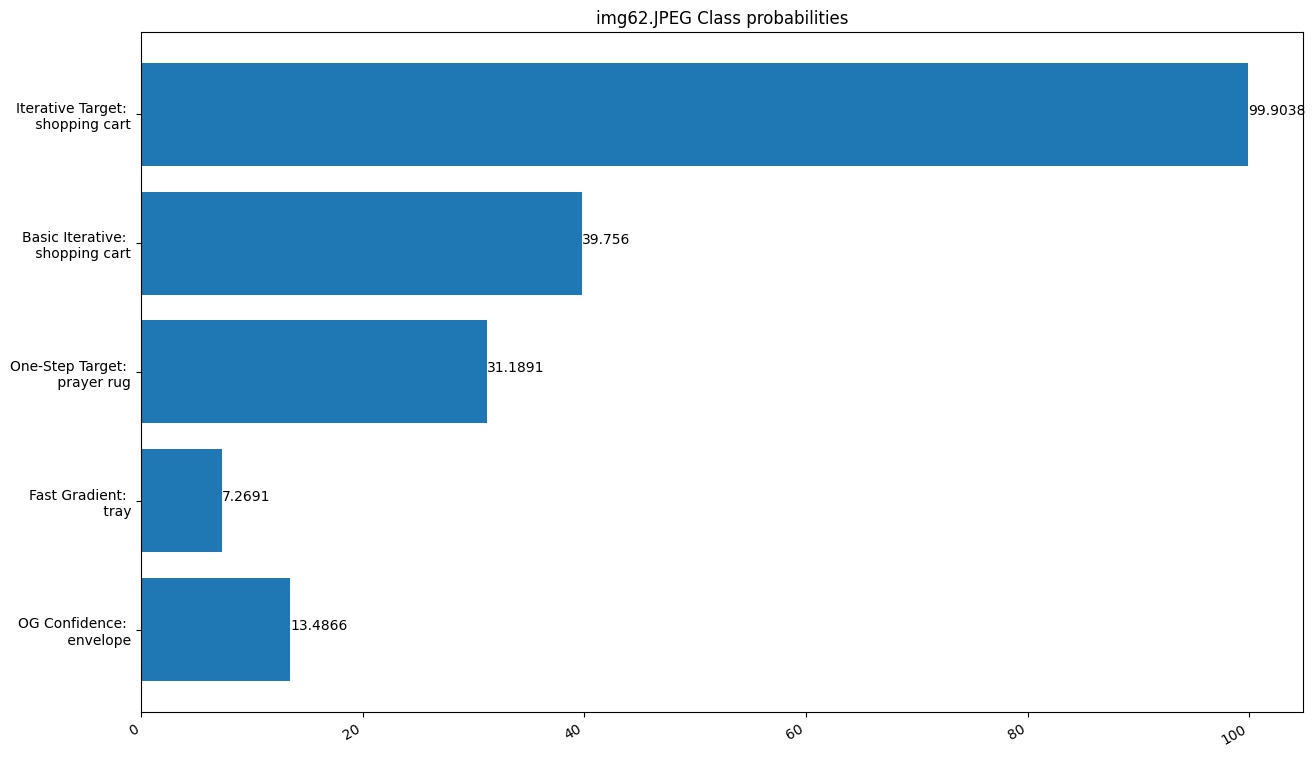 img62.JPEG Class probabilities
Iterative Target:
shopping cart
99.9038
Basic Iterative:
shopping cart
39.756
One-Step Target:
prayer rug
31.1891
Fast Gradient:
tray
7.2691
OG Confidence:
envelope
13.4866
0
20
40
60
80
100